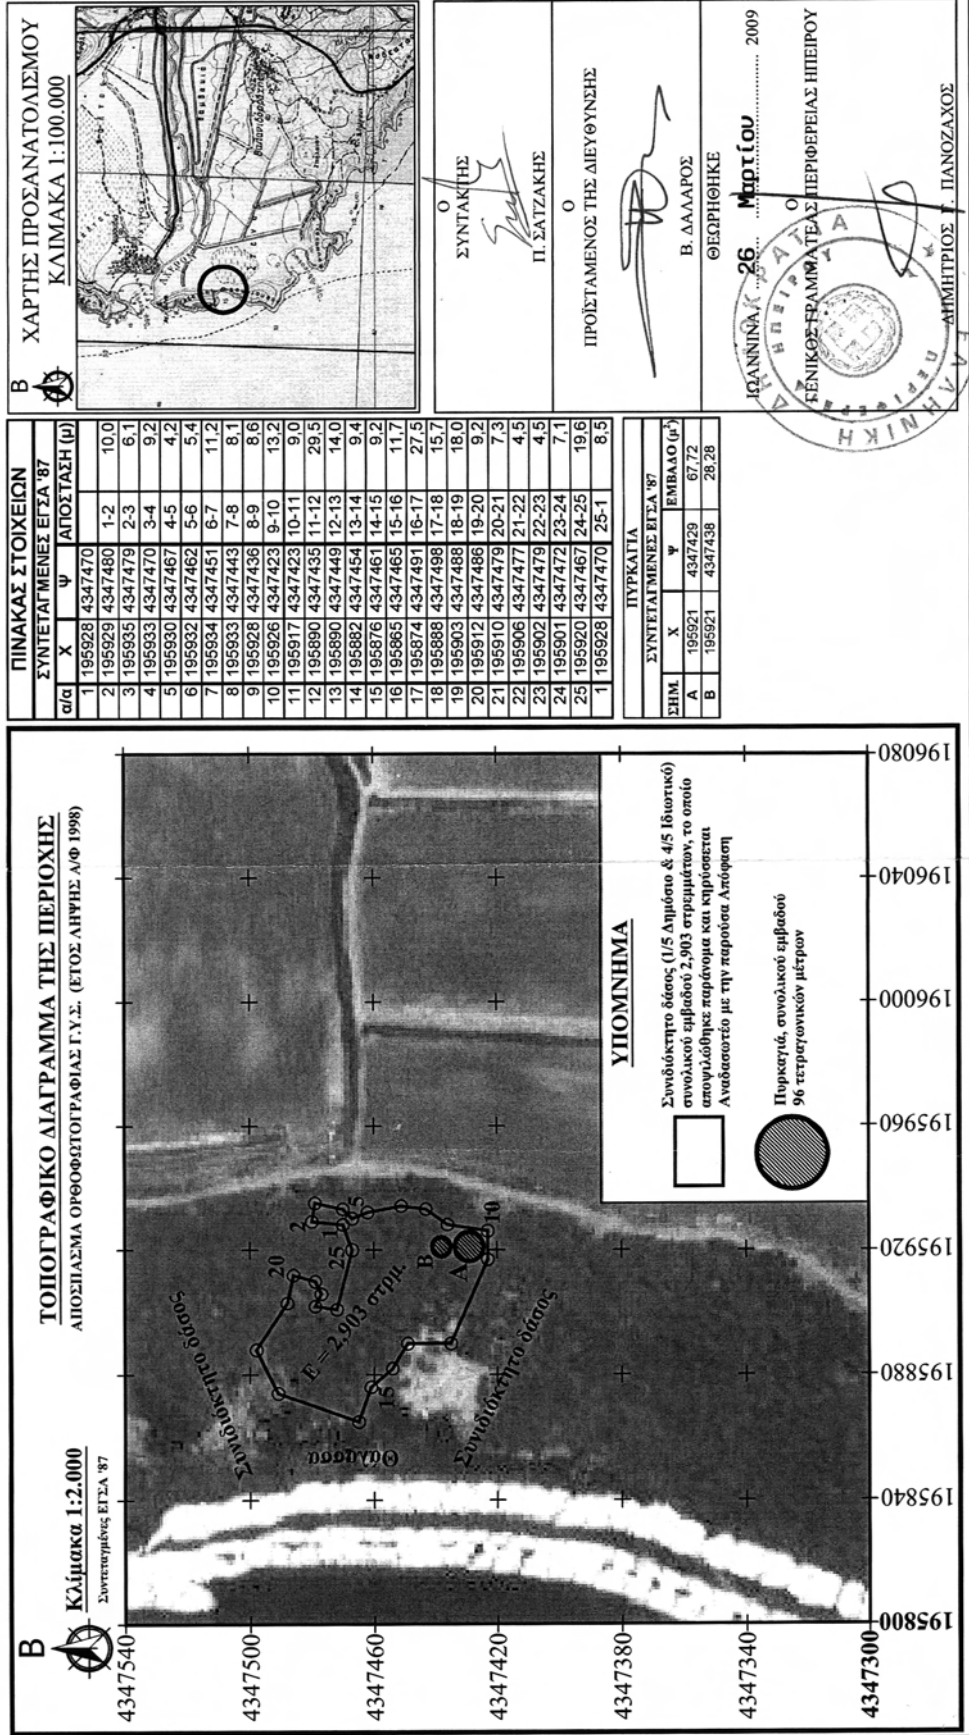 Β
Κλίμακα 1:2.000
Συντεταγμένες ΕΓΣΑ '87
ΤΟΠΟΓΡΑΦΙΚΟ ΔΙΑΓΡΑΜΜΑ ΤΗΣ ΠΕΡΙΟΧΗΣ
ΑΠΟΣΠΑΣΜΑ ΟΡΘΟΦΩΤΟΓΡΑΦΙΑΣ Γ.Υ.Σ. (ΕΤΟΣ ΛΗΨΗΣ Α/Φ 1998)
4347540
4347500
4347460
4347420
4347380
4347340
4347300
195800
195840
195880
195920
195960
196000
196040
196080
Συνιδιόκτητο δάσος
Θάλασσα
Συνιδιόκτητο δάσος
Ε = 2,903 στρμ.
20
2
1
25
5
15
10
Β
Α
ΥΠΟΜΝΗΜΑ
Συνιδιόκτητο δάσος (1/5 Δημόσιο & 4/5 Ιδιωτικό)
συνολικού εμβαδού 2,903 στρεμμάτων, το οποίο
αποψιλώθηκε παράνομα και κηρύσσεται
Αναδασωτέο με την παρούσα Απόφαση
Πυρκαγιά, συνολικού εμβαδού
96 τετραγωνικών μέτρων
ΠΙΝΑΚΑΣ ΣΤΟΙΧΕΙΩΝ
ΣΥΝΤΕΤΑΓΜΕΝΕΣ ΕΓΣΑ '87
α/α Χ Ψ ΑΠΟΣΤΑΣΗ (μ)
1 195928 4347470
2 195929 4347480 1-2 10,0
3 195935 4347479 2-3 6,1
4 195933 4347470 3-4 9,2
5 195930 4347467 4-5 4,2
6 195932 4347462 5-6 5,4
7 195934 4347451 6-7 11,2
8 195933 4347443 7-8 8,1
9 195928 4347436 8-9 8,6
10 195926 4347423 9-10 13,2
11 195917 4347423 10-11 9,0
12 195890 4347435 11-12 29,5
13 195890 4347449 12-13 14,0
14 195882 4347454 13-14 9,4
15 195876 4347461 14-15 9,2
16 195865 4347465 15-16 11,7
17 195874 4347491 16-17 27,5
18 195888 4347498 17-18 15,7
19 195903 4347488 18-19 18,0
20 195912 4347486 19-20 9,2
21 195910 4347479 20-21 7,3
22 195906 4347477 21-22 4,5
23 195902 4347479 22-23 4,5
24 195901 4347472 23-24 7,1
25 195920 4347467 24-25 19,6
1 195928 4347470 25-1 8,5
ΠΥΡΚΑΓΙΑ
ΣΥΝΤΕΤΑΓΜΕΝΕΣ ΕΓΣΑ '87
ΣΗΜ. Χ Ψ ΕΜΒΑΔΟ (μ²)
Α 195921 4347429 67,72
Β 195921 4347438 28,28
Β
ΧΑΡΤΗΣ ΠΡΟΣΑΝΑΤΟΛΙΣΜΟΥ
ΚΛΙΜΑΚΑ 1:100.000
Ο
ΣΥΝΤΑΚΤΗΣ
Π. ΣΑΤΖΑΚΗΣ
Ο
ΠΡΟΪΣΤΑΜΕΝΟΣ ΤΗΣ ΔΙΕΥΘΥΝΣΗΣ
Β. ΔΑΛΑΡΟΣ
ΘΕΩΡΗΘΗΚΕ
ΙΩΑΝΝΙΝΑ 26 Μαρτίου 2009
Ο
ΓΕΝΙΚΟΣ ΓΡΑΜΜΑΤΕΑΣ ΠΕΡΙΦΕΡΕΙΑΣ ΗΠΕΙΡΟΥ
ΔΗΜΗΤΡΙΟΣ Γ. ΠΑΝΟΖΑΧΟΣ
ΕΛΛΗΝΙΚΗ ΔΗΜΟΚΡΑΤΙΑ